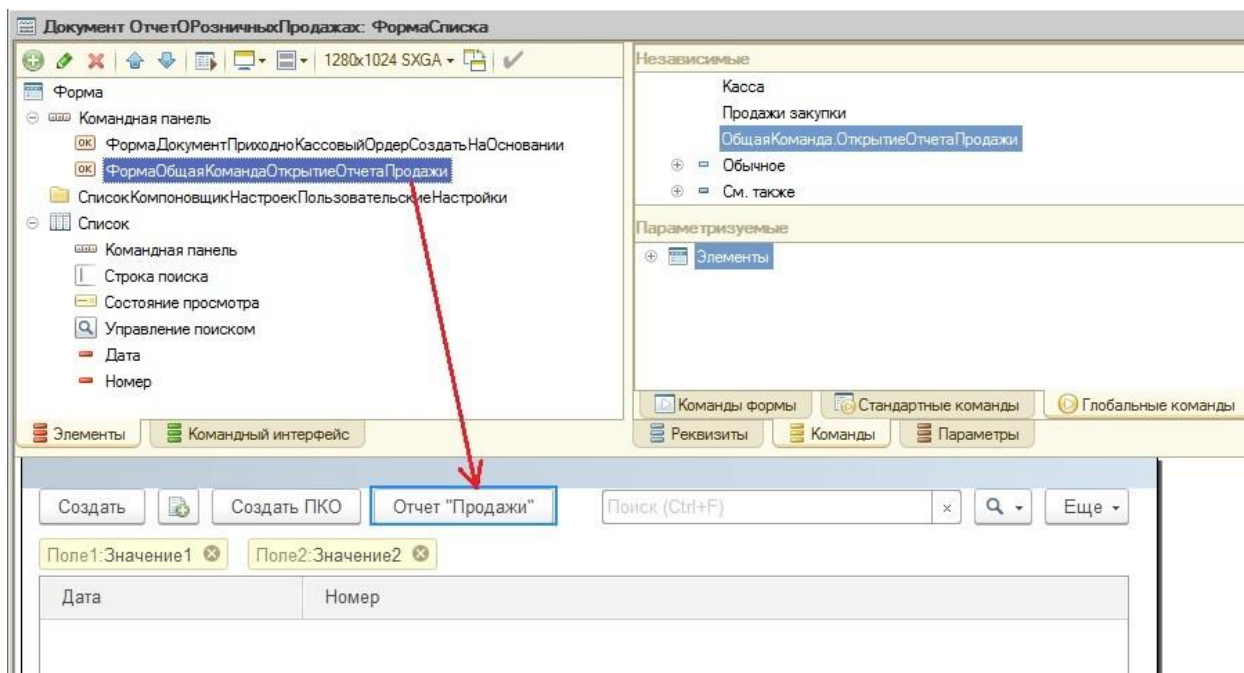 Документ ОтчетОРозничныхПродажах: ФормаСписка
1280x1024 SXGA
Форма
Командная панель
ФормаДокументПриходноКассовыйОрдерСоздатьНаОсновании
ФормаОбщаяКомандаОткрытиеОтчетаПродажи
СписокКомпоновщикНастроекПользовательскиеНастройки
Список
Командная панель
Строка поиска
Состояние просмотра
Управление поиском
Дата
Номер
Элементы
Командный интерфейс
Независимые
Касса
Продажи закупки
ОбщаяКоманда.ОткрытиеОтчетаПродажи
Обычное
См. также
Параметризуемые
Элементы
Команды формы
Стандартные команды
Глобальные команды
Реквизиты
Команды
Параметры
Создать
Создать ПКО
Отчет "Продажи"
Поиск (Ctrl+F)
×
Еще
Поле1:Значение1
Поле2:Значение2
Дата
Номер